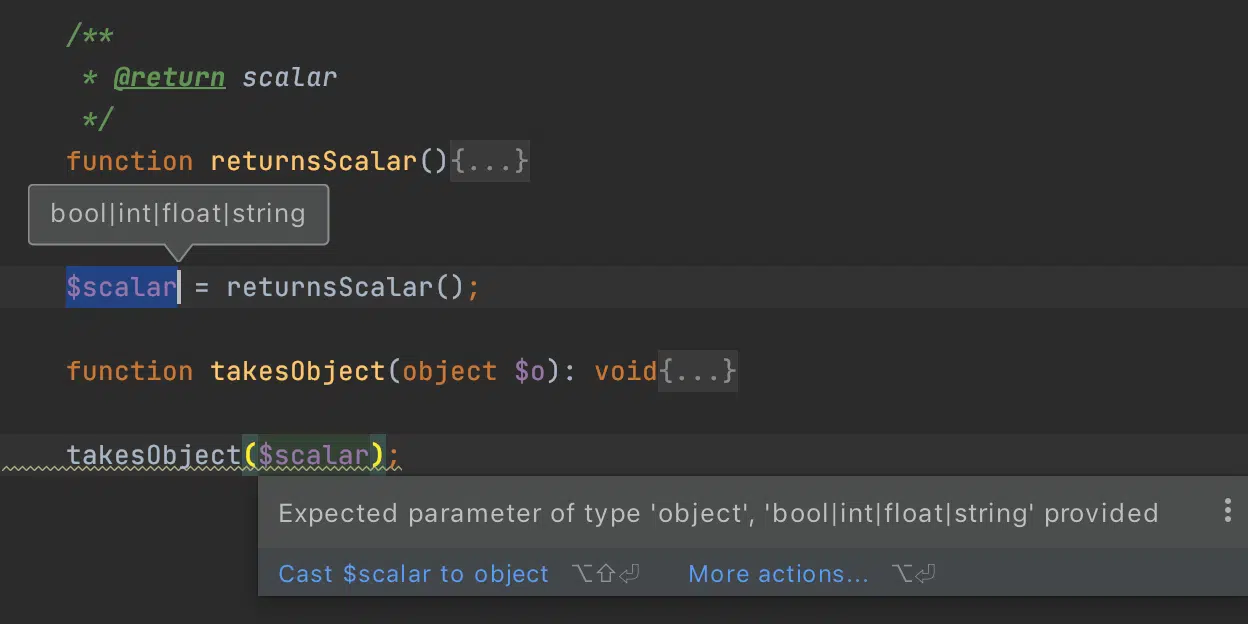 /**
* @return scalar
*/
function returnsScalar(){...}
bool|int|float|string
$scalar = returnsScalar();
function takesObject(object $o): void{...}
takesObject($scalar);
Expected parameter of type 'object', 'bool|int|float|string' provided
Cast $scalar to object ⌥⇧⏎ More actions... ⌥⏎